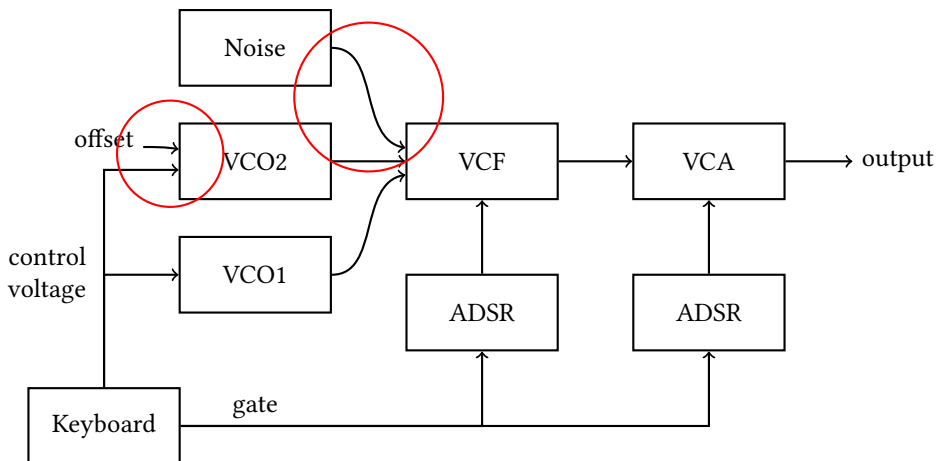 Noise
offset
VCO2
VCF
VCA
output
control
voltage
VCO1
ADSR
ADSR
gate
Keyboard